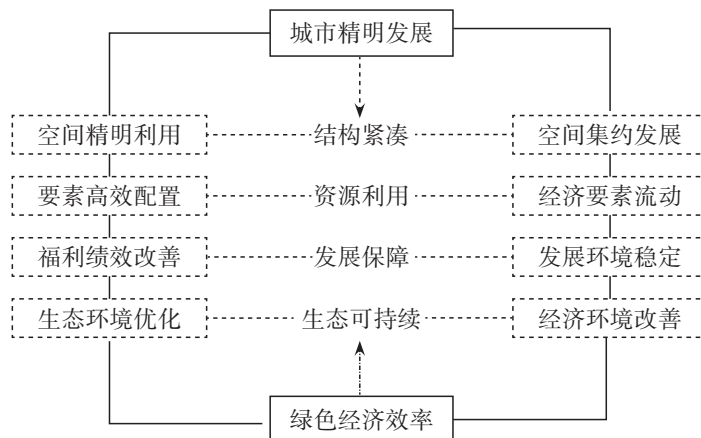 城市精明发展
空间精明利用 结构紧凑 空间集约发展
要素高效配置 资源利用 经济要素流动
福利绩效改善 发展保障 发展环境稳定
生态环境优化 生态可持续 经济环境改善
绿色经济效率